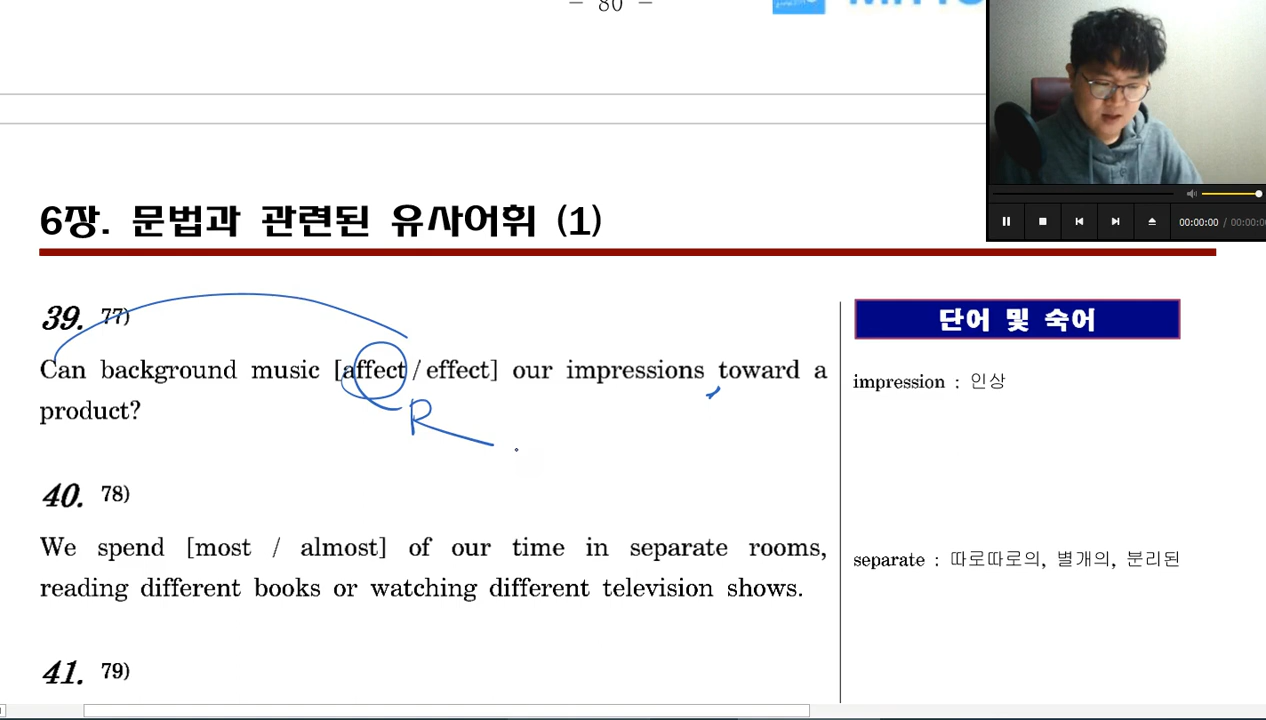 - 80 -
6장. 문법과 관련된 유사어휘 (1)
39. 77)
Can background music [affect / effect] our impressions toward a
product?
R
40. 78)
We spend [most / almost] of our time in separate rooms,
reading different books or watching different television shows.
41. 79)
단어 및 숙어
impression : 인상
separate : 따로따로의, 별개의, 분리된
00:00:00 / 00:00:0